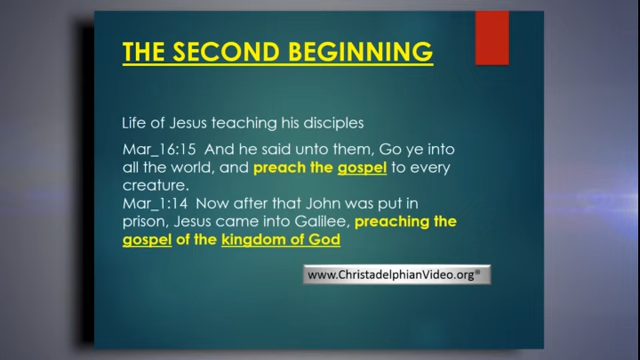 THE SECOND BEGINNING
Life of Jesus teaching his disciples
Mar_16:15  And he said unto them, Go ye into
all the world, and preach the gospel to every
creature.
Mar_1:14  Now after that John was put in
prison, Jesus came into Galilee, preaching the
gospel of the kingdom of God
www.ChristadelphianVideo.org®